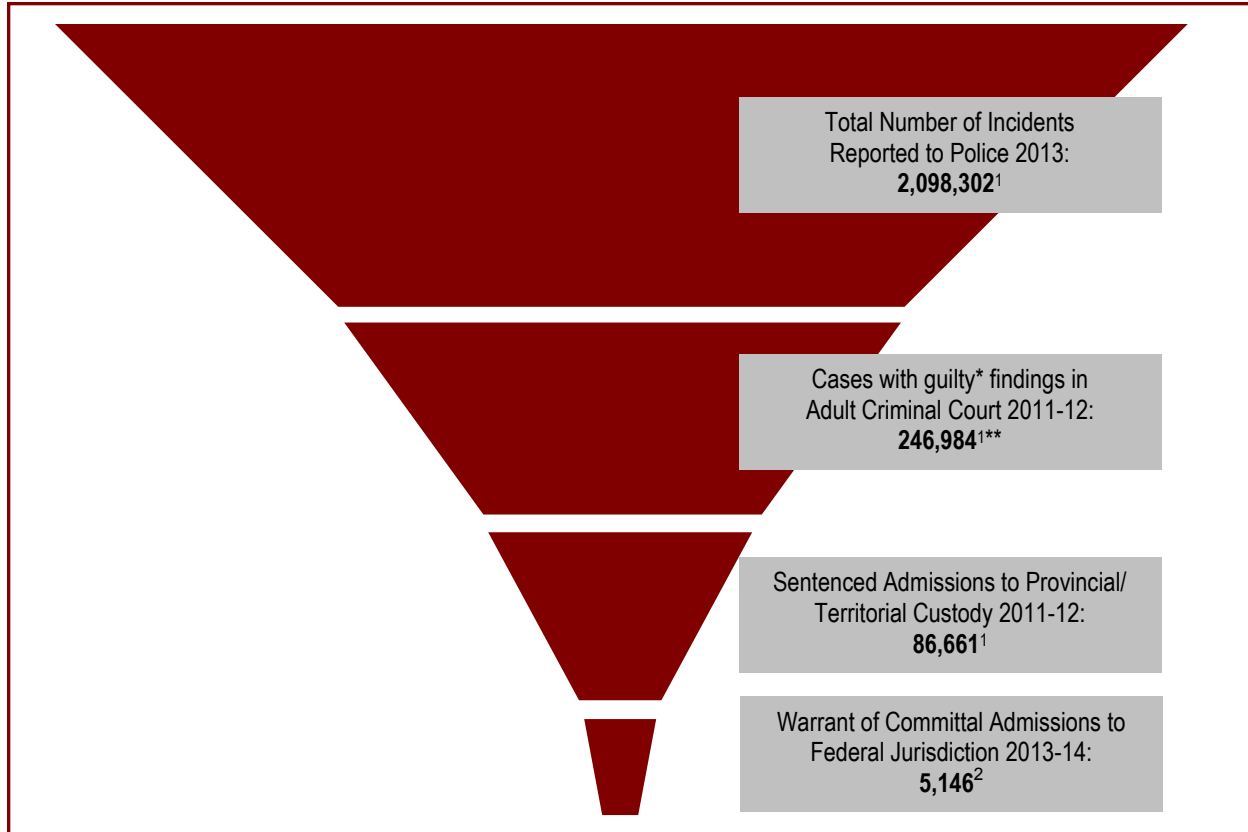 Total Number of Incidents
Reported to Police 2013:
2,098,302¹
Cases with guilty* findings in
Adult Criminal Court 2011-12:
246,984¹**
Sentenced Admissions to Provincial/
Territorial Custody 2011-12:
86,661¹
Warrant of Committal Admissions to
Federal Jurisdiction 2013-14:
5,146²